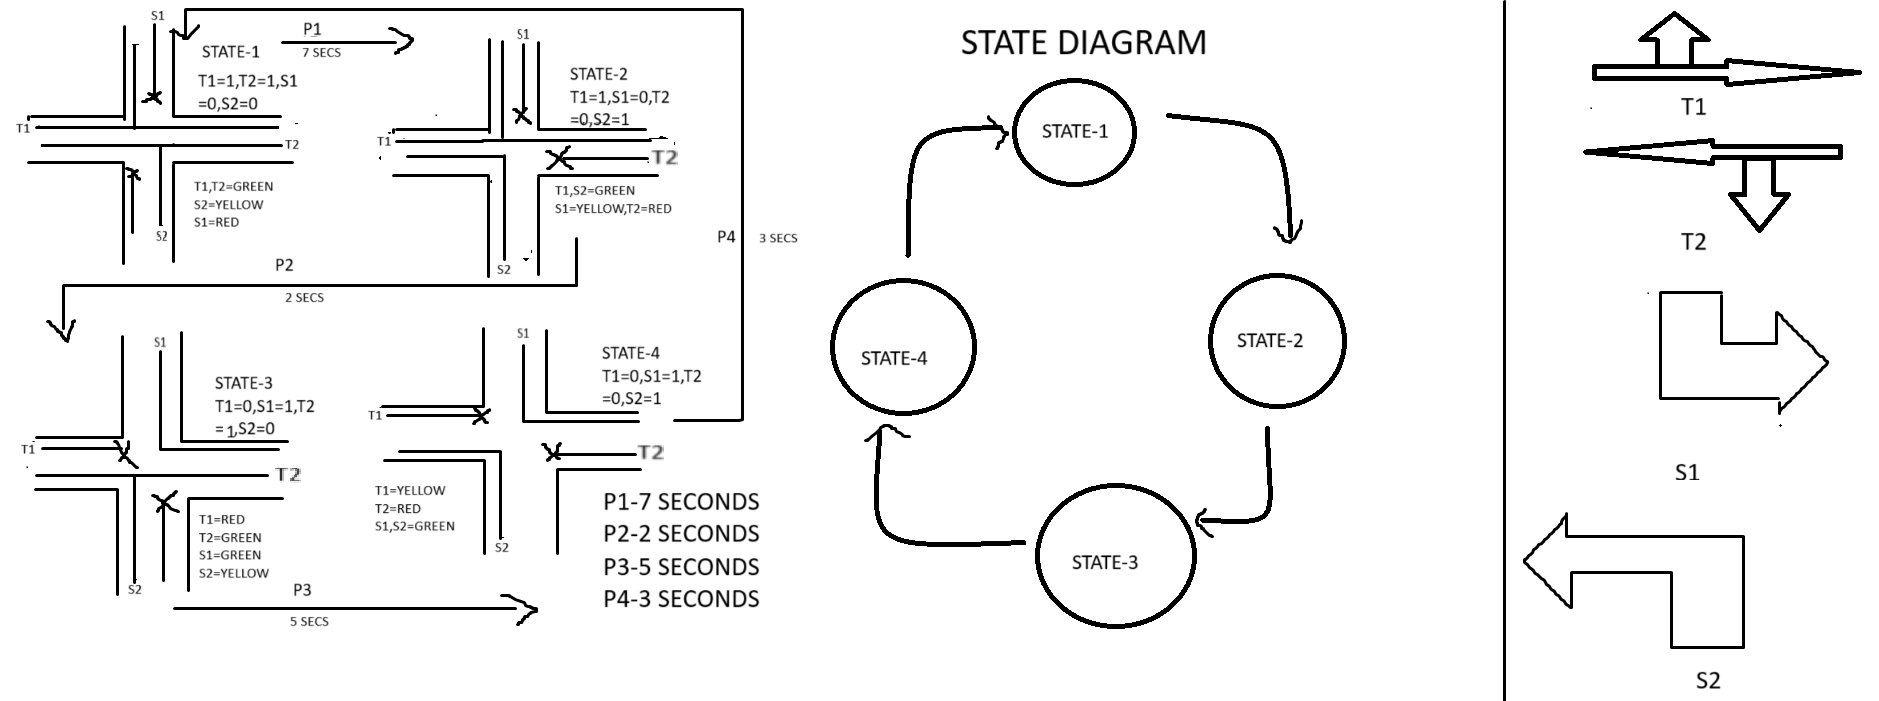 S1
STATE-1
T1=1,T2=1,S1
=0,S2=0
T1
T2
T1,T2=GREEN
S2=YELLOW
S1=RED
S2
P1
7 SECS
S1
STATE-2
T1=1,S1=0,T2
=0,S2=1
T1
T2
T1,S2=GREEN
S1=YELLOW,T2=RED
S2
P2
2 SECS
P4
3 SECS
S1
STATE-3
T1=0,S1=1,T2
=1,S2=0
T1
T2
T1=RED
T2=GREEN
S1=GREEN
S2=YELLOW
S2
P3
5 SECS
S1
STATE-4
T1=0,S1=1,T2
=0,S2=1
T1
T2
T1=YELLOW
T2=RED
S1,S2=GREEN
S2
P1-7 SECONDS
P2-2 SECONDS
P3-5 SECONDS
P4-3 SECONDS
STATE DIAGRAM
STATE-1
STATE-2
STATE-4
STATE-3
T1
T2
S1
S2